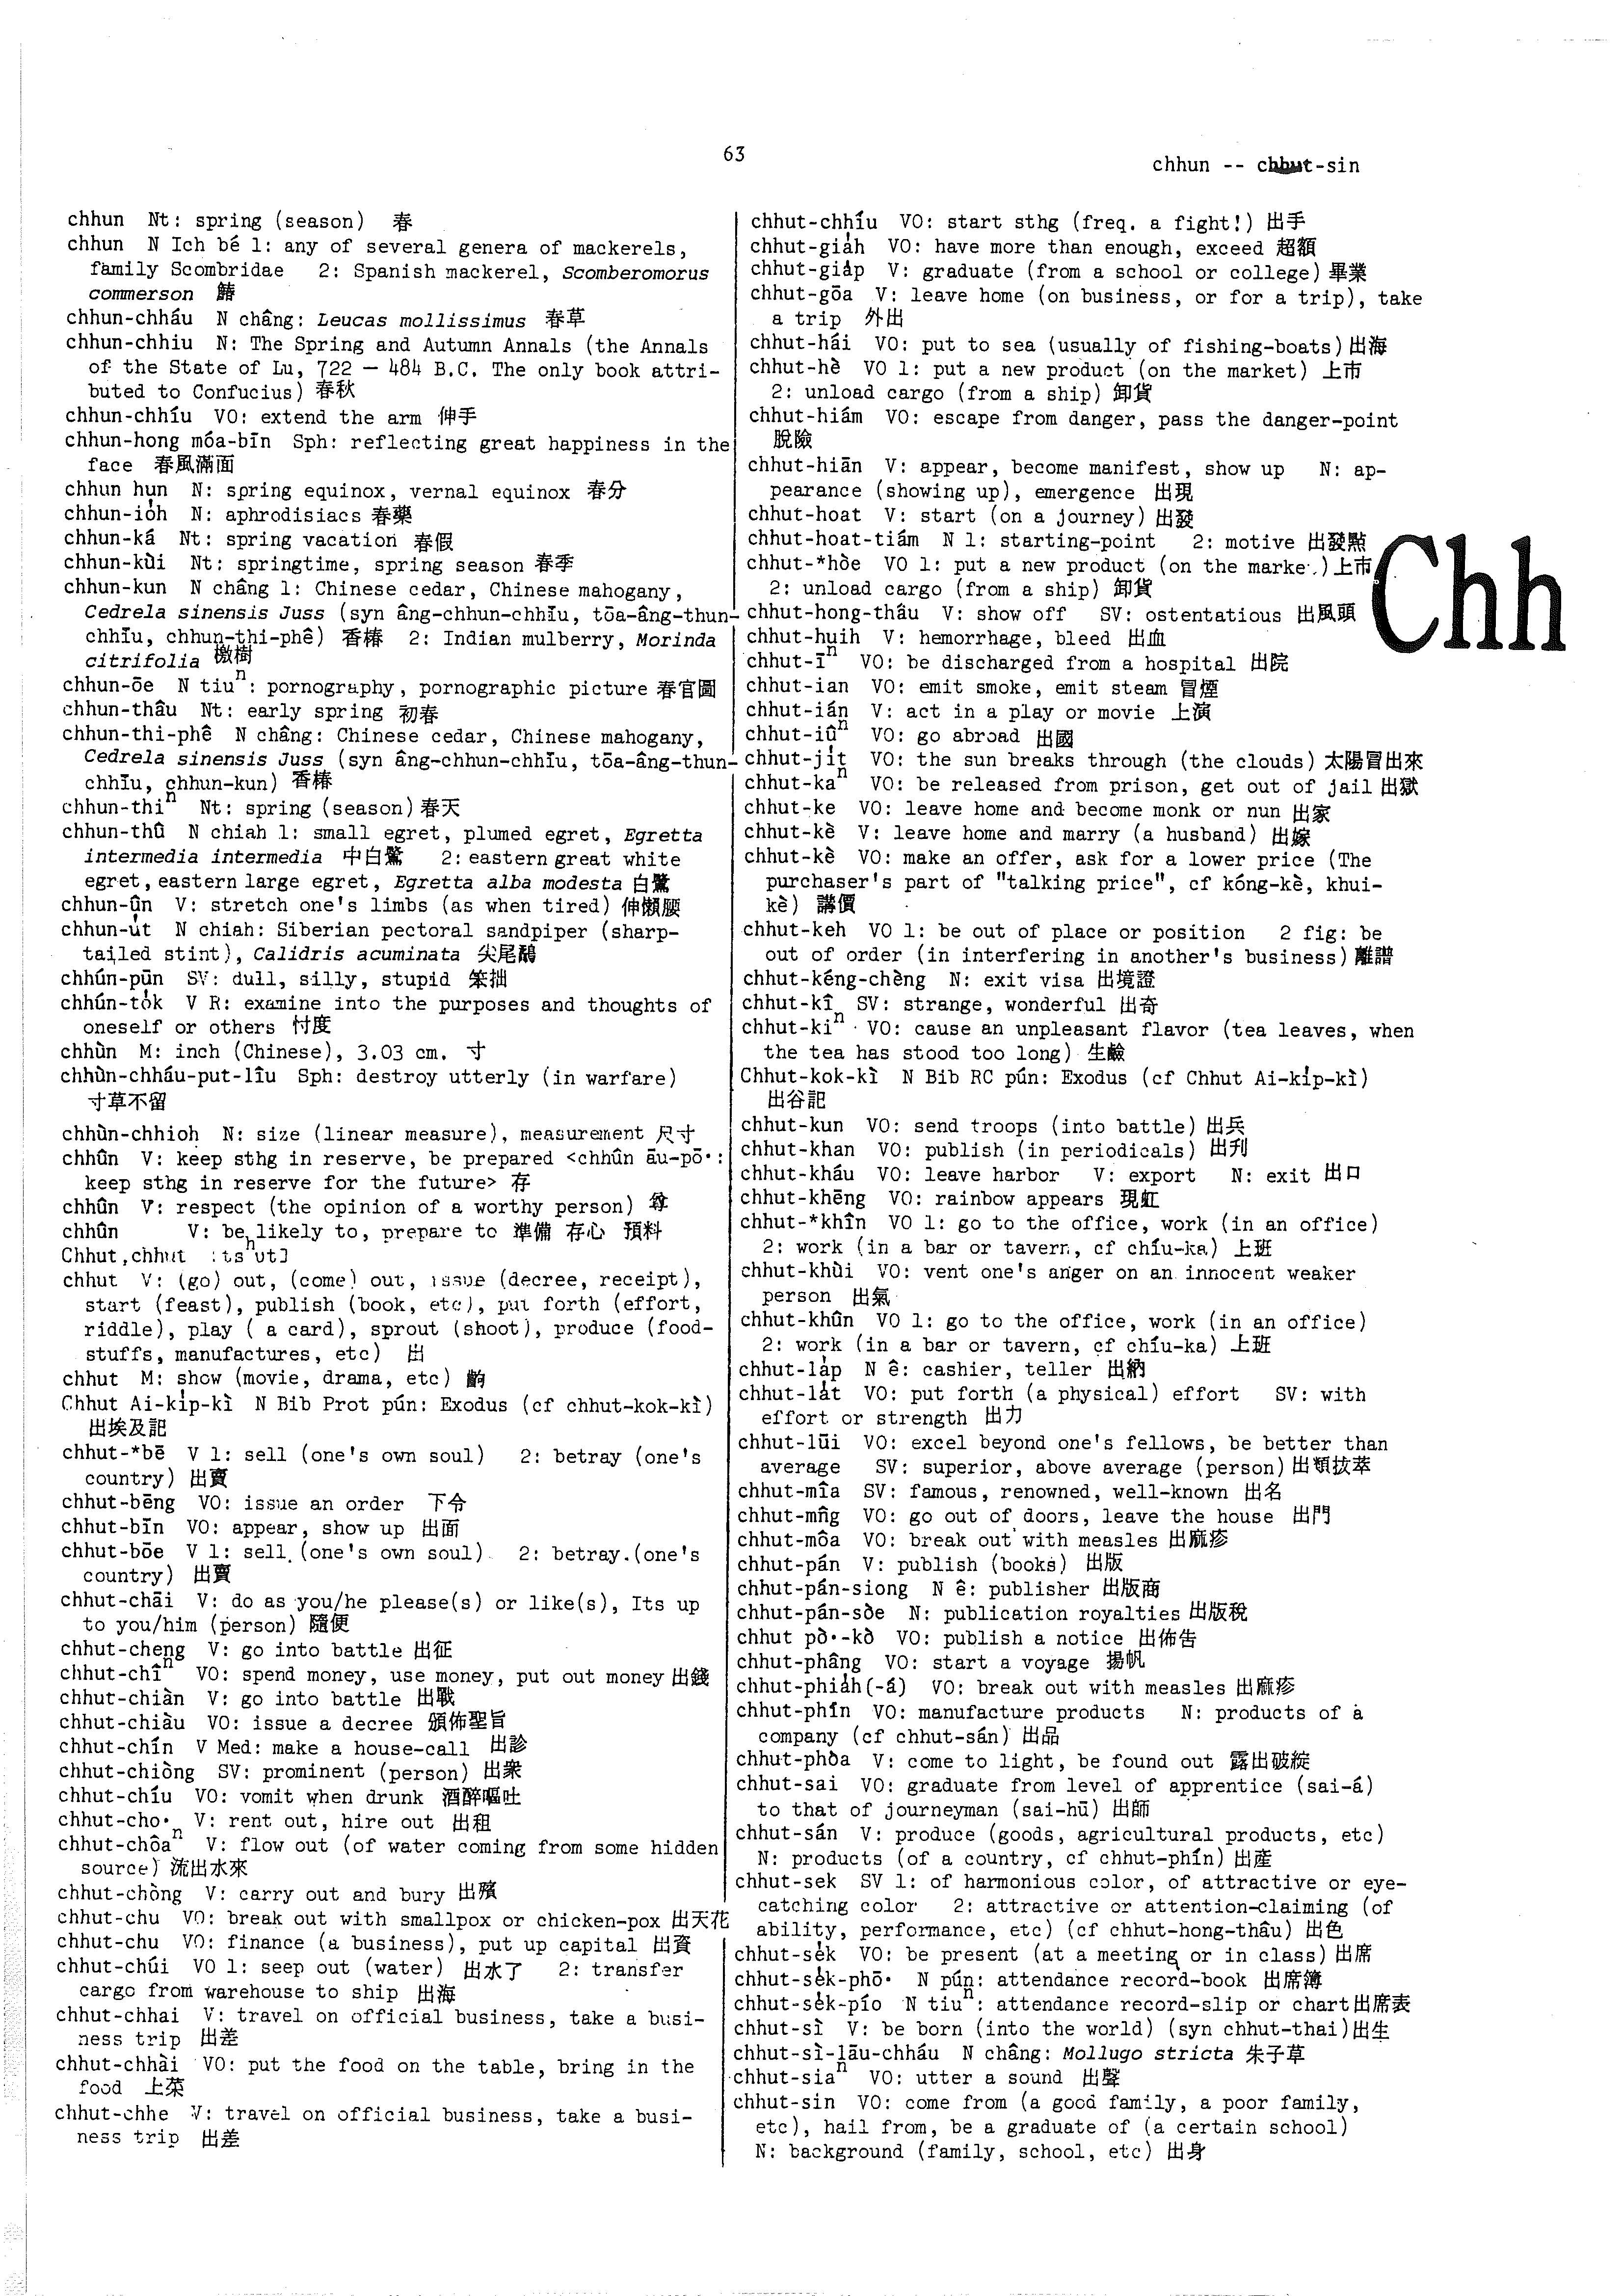 63
chhun -- chhut-sin
chhun Nt: spring (season) 春
chhun N Ich bé 1: any of several genera of mackerels,
family Scombridae 2: Spanish mackerel, Scomberomorus
commerson 鰆
chhun-chháu N châng: Leucas mollissimus 春草
chhun-chhiu N: The Spring and Autumn Annals (the Annals
of the State of Lu, 722 — 484 B.C. The only book attri-
buted to Confucius) 春秋
chhun-chhíu VO: extend the arm 伸手
chhun-hong móa-bīn Sph: reflecting great happiness in the
face 春風滿面
chhun hun N: spring equinox, vernal equinox 春分
chhun-io̍h N: aphrodisiacs 春藥
chhun-ká Nt: spring vacation 春假
chhun-kùi Nt: springtime, spring season 春季
chhun-kun N châng 1: Chinese cedar, Chinese mahogany,
Cedrela sinensis Juss (syn âng-chhun-chhīu, tōa-âng-thun-
chhīu, chhun-thi-phê) 香椿 2: Indian mulberry, Morinda
citrifolia 檄樹
chhun-ōe N tiuⁿ: pornography, pornographic picture 春官圖
chhun-thâu Nt: early spring 初春
chhun-thi-phê N châng: Chinese cedar, Chinese mahogany,
Cedrela sinensis Juss (syn âng-chhun-chhīu, tōa-âng-thun-
chhīu, chhun-kun) 香椿
chhun-thiⁿ Nt: spring (season) 春天
chhun-thû N chiah 1: small egret, plumed egret, Egretta
intermedia intermedia 中白鷺 2: eastern great white
egret, eastern large egret, Egretta alba modesta 白鷺
chhun-ûn V: stretch one's limbs (as when tired) 伸懶腰
chhun-u̍t N chiah: Siberian pectoral sandpiper (sharp-
tailed stint), Calidris acuminata 尖尾鷸
chhún-pūn SV: dull, silly, stupid 笨拙
chhún-to̍k V R: examine into the purposes and thoughts of
oneself or others 忖度
chhùn M: inch (Chinese), 3.03 cm. 寸
chhùn-chháu-put-lîu Sph: destroy utterly (in warfare)
寸草不留
chhùn-chhioh N: size (linear measure), measurement 尺寸
chhûn V: keep sthg in reserve, be prepared <chhûn āu-pō͘:
keep sthg in reserve for the future> 存
chhûn V: respect (the opinion of a worthy person) 尊
chhûn V: be likely to, prepare to 準備 存心 預料
Chhut, chhut [tsʰut]
chhut V: (go) out, (come) out, issue (decree, receipt),
start (feast), publish (book, etc), put forth (effort,
riddle), play ( a card), sprout (shoot), produce (food-
stuffs, manufactures, etc) 出
chhut M: show (movie, drama, etc) 齣
Chhut Ai-ki̍p-kì N Bib Prot pún: Exodus (cf chhut-kok-kì)
出埃及記
chhut-*bē V 1: sell (one's own soul) 2: betray (one's
country) 出賣
chhut-bēng VO: issue an order 下令
chhut-bīn VO: appear, show up 出面
chhut-bōe V 1: sell (one's own soul) 2: betray (one's
country) 出賣
chhut-chāi V: do as you/he please(s) or like(s), Its up
to you/him (person) 隨便
chhut-cheng V: go into battle 出征
chhut-chîⁿ VO: spend money, use money, put out money 出錢
chhut-chiàn V: go into battle 出戰
chhut-chiàu VO: issue a decree 頒佈聖旨
chhut-chín V Med: make a house-call 出診
chhut-chiòng SV: prominent (person) 出衆
chhut-chíu VO: vomit when drunk 酒醉嘔吐
chhut-cho͘ V: rent out, hire out 出租
chhut-chôaⁿ V: flow out (of water coming from some hidden
source) 流出水來
chhut-chòng V: carry out and bury 出殯
chhut-chu VO: break out with smallpox or chicken-pox 出天花
chhut-chu VO: finance (a business), put up capital 出資
chhut-chúi VO 1: seep out (water) 出水了 2: transfer
cargo from warehouse to ship 出海
chhut-chhai V: travel on official business, take a busi-
ness trip 出差
chhut-chhài VO: put the food on the table, bring in the
food 上菜
chhut-chhe V: travel on official business, take a busi-
ness trip 出差
chhut-chhíu VO: start sthg (freq. a fight!) 出手
chhut-gia̍h VO: have more than enough, exceed 超額
chhut-gia̍p V: graduate (from a school or college) 畢業
chhut-gōa V: leave home (on business, or for a trip), take
a trip 外出
chhut-hái VO: put to sea (usually of fishing-boats) 出海
chhut-hè VO 1: put a new product (on the market) 上市
2: unload cargo (from a ship) 卸貨
chhut-hiám VO: escape from danger, pass the danger-point
脫險
chhut-hiān V: appear, become manifest, show up N: ap-
pearance (showing up), emergence 出現
chhut-hoat V: start (on a journey) 出發
chhut-hoat-tiám N 1: starting-point 2: motive 出發點
chhut-*hòe VO 1: put a new product (on the marke.) 上市
2: unload cargo (from a ship) 卸貨
chhut-hong-thâu V: show off SV: ostentatious 出風頭
chhut-huih V: hemorrhage, bleed 出血
chhut-īⁿ VO: be discharged from a hospital 出院
chhut-ian VO: emit smoke, emit steam 冒煙
chhut-ián V: act in a play or movie 上演
chhut-iûⁿ VO: go abroad 出國
chhut-ji̍t VO: the sun breaks through (the clouds) 太陽冒出來
chhut-kaⁿ VO: be released from prison, get out of jail 出獄
chhut-ke VO: leave home and become monk or nun 出家
chhut-kè V: leave home and marry (a husband) 出嫁
chhut-kè VO: make an offer, ask for a lower price (The
purchaser's part of "talking price", cf kóng-kè, khui-
kè) 講價
chhut-keh VO 1: be out of place or position 2 fig: be
out of order (in interfering in another's business) 離譜
chhut-kéng-chèng N: exit visa 出境證
chhut-kî SV: strange, wonderful 出奇
chhut-kiⁿ VO: cause an unpleasant flavor (tea leaves, when
the tea has stood too long) 生鹼
Chhut-kok-kì N Bib RC pún: Exodus (cf Chhut Ai-ki̍p-kì)
出谷記
chhut-kun VO: send troops (into battle) 出兵
chhut-khan VO: publish (in periodicals) 出刋
chhut-kháu VO: leave harbor V: export N: exit 出口
chhut-khēng VO: rainbow appears 現虹
chhut-*khîn VO 1: go to the office, work (in an office)
2: work (in a bar or tavern, cf chíu-ka) 上班
chhut-khùi VO: vent one's anger on an innocent weaker
person 出氣
chhut-khûn VO 1: go to the office, work (in an office)
2: work (in a bar or tavern, cf chíu-ka) 上班
chhut-la̍p N ê: cashier, teller 出納
chhut-la̍t VO: put forth (a physical) effort SV: with
effort or strength 出力
chhut-lūi VO: excel beyond one's fellows, be better than
average SV: superior, above average (person) 出類拔萃
chhut-mîa SV: famous, renowned, well-known 出名
chhut-mn̂g VO: go out of doors, leave the house 出門
chhut-môa VO: break out with measles 出痲疹
chhut-pán V: publish (books) 出版
chhut-pán-siong N ê: publisher 出版商
chhut-pán-sòe N: publication royalties 出版稅
chhut pò͘-kò VO: publish a notice 出佈告
chhut-phâng VO: start a voyage 揚帆
chhut-phia̍h(-á) VO: break out with measles 出痲疹
chhut-phín VO: manufacture products N: products of a
company (cf chhut-sán) 出品
chhut-phòa V: come to light, be found out 露出破綻
chhut-sai VO: graduate from level of apprentice (sai-á)
to that of journeyman (sai-hū) 出師
chhut-sán V: produce (goods, agricultural products, etc)
N: products (of a country, cf chhut-phín) 出産
chhut-sek SV 1: of harmonious color, of attractive or eye-
catching color 2: attractive or attention-claiming (of
ability, performance, etc) (cf chhut-hong-thâu) 出色
chhut-se̍k VO: be present (at a meeting or in class) 出席
chhut-se̍k-phō͘ N pún: attendance record-book 出席簿
chhut-se̍k-pío N tiuⁿ: attendance record-slip or chart 出席表
chhut-sì V: be born (into the world) (syn chhut-thai) 出生
chhut-sì-lāu-chháu N châng: Mollugo stricta 朱子草
chhut-siaⁿ VO: utter a sound 出聲
chhut-sin VO: come from (a good family, a poor family,
etc), hail from, be a graduate of (a certain school)
N: background (family, school, etc) 出身
Chh